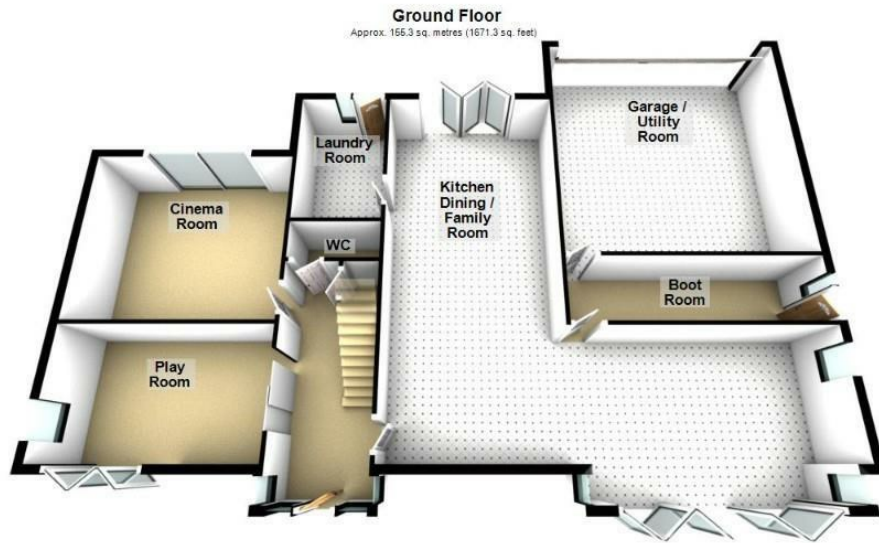 Ground Floor
Approx. 155.3 sq. metres (1671.3 sq. feet)
Garage /
Utility
Room
Laundry
Room
Kitchen
Dining /
Family
Room
Cinema
Room
WC
Boot
Room
Play
Room